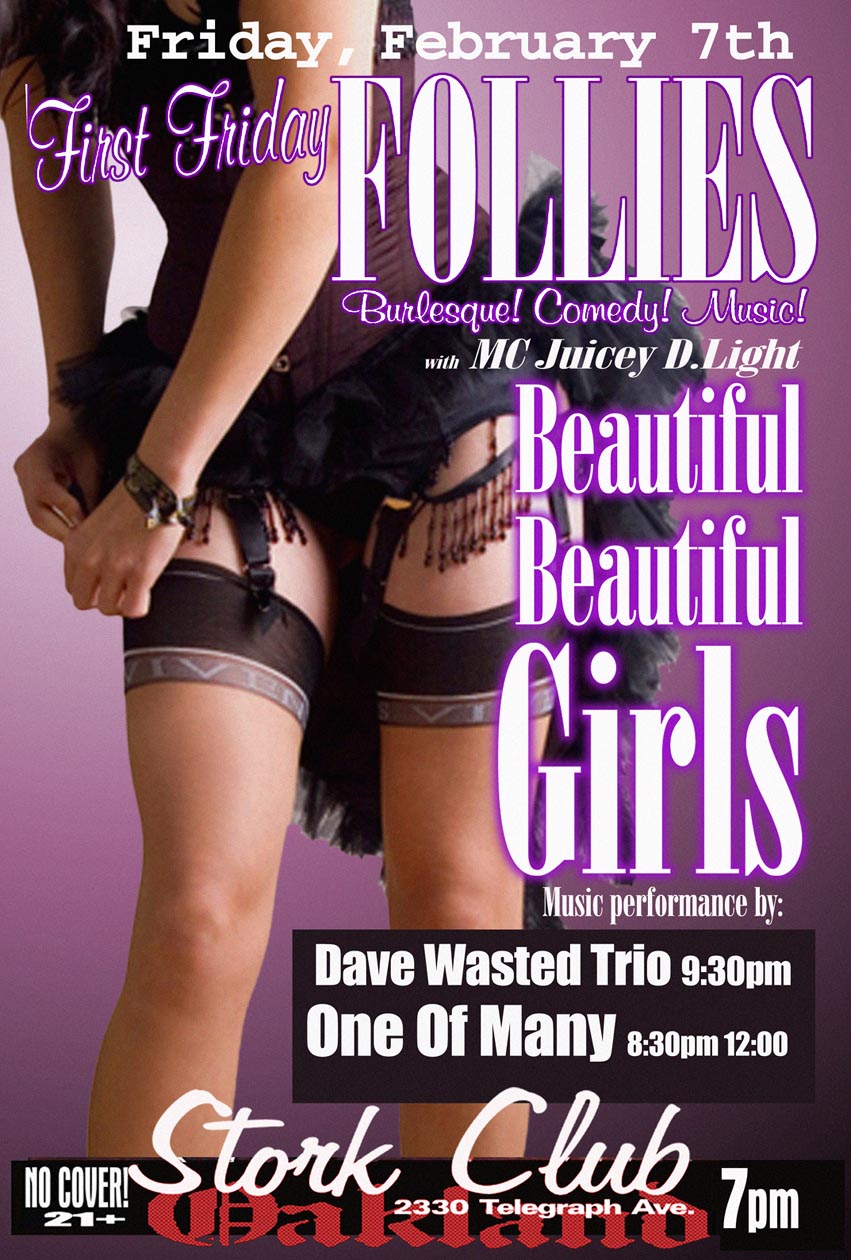 Friday, February 7th
First Friday FOLLIES
Burlesque! Comedy! Music!
with MC Juicey D.Light
Beautiful
Beautiful
Girls
Music performance by:
Dave Wasted Trio 9:30pm
One Of Many 8:30pm 12:00
Stork Club
NO COVER!
21+
2330 Telegraph Ave.
Oakland
7pm